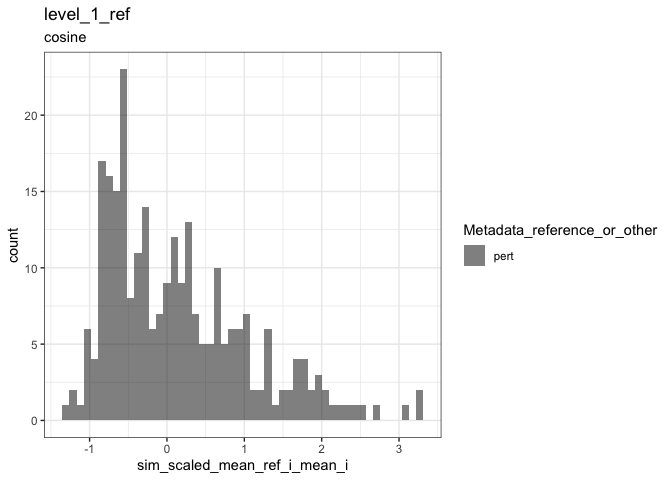 level_1_ref
cosine
count
20
15
10
5
0
-1 0 1 2 3
sim_scaled_mean_ref_i_mean_i
Metadata_reference_or_other
pert